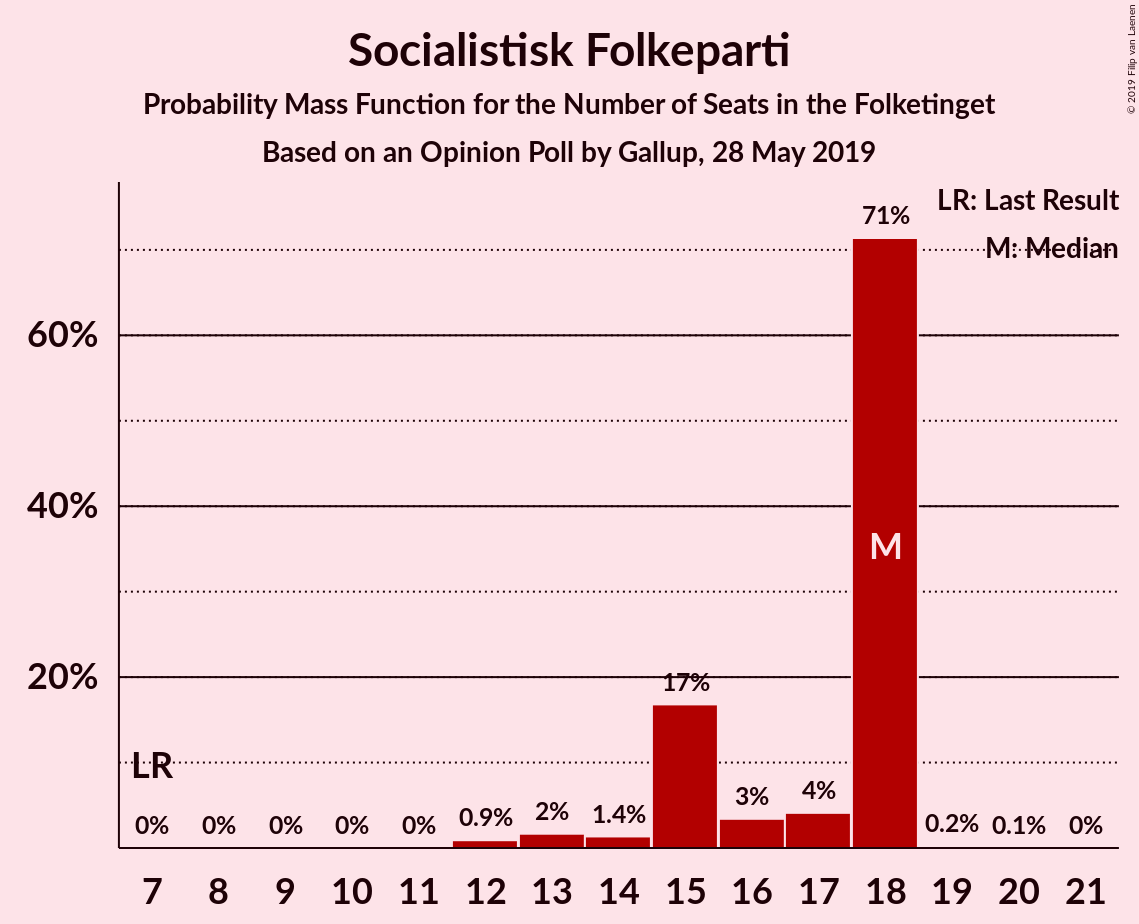 Socialistisk Folkeparti
Probability Mass Function for the Number of Seats in the Folketinget
Based on an Opinion Poll by Gallup, 28 May 2019
© 2019 Filip van Laenen
LR: Last Result
M: Median
71%
60%
40%
M
20%
17%
LR
0%
0%
0%
0%
0%
0.9%
2%
1.4%
3%
4%
0.2%
0.1%
0%
7 8 9 10 11 12 13 14 15 16 17 18 19 20 21